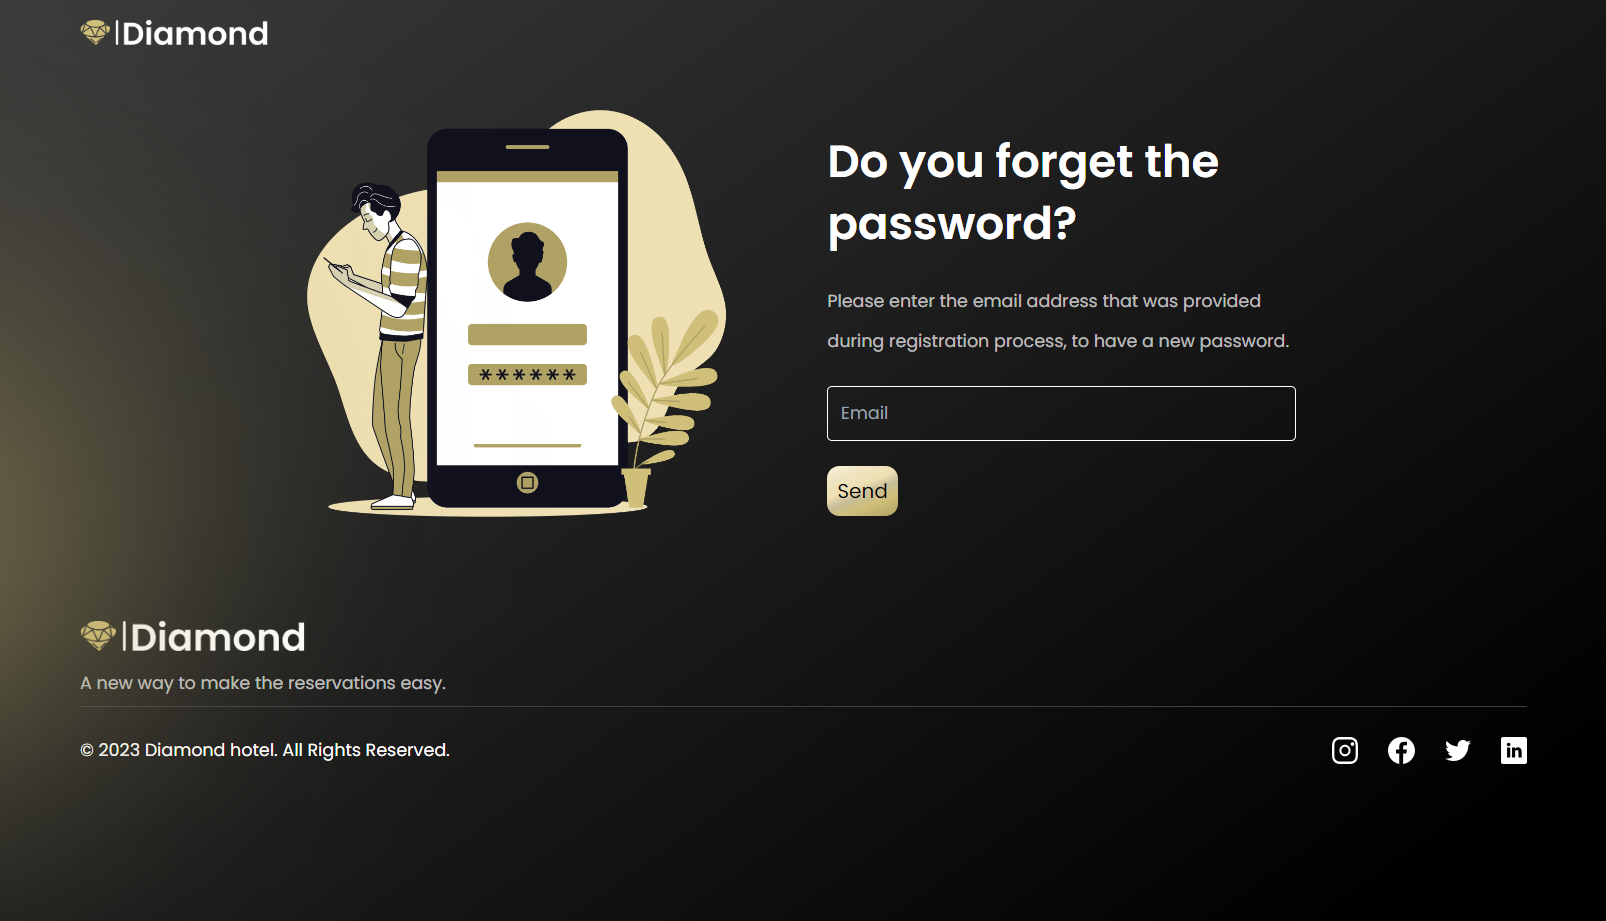 |Diamond
Do you forget the
password?
Please enter the email address that was provided
during registration process, to have a new password.
Email
Send
******
|Diamond
A new way to make the reservations easy.
© 2023 Diamond hotel. All Rights Reserved.